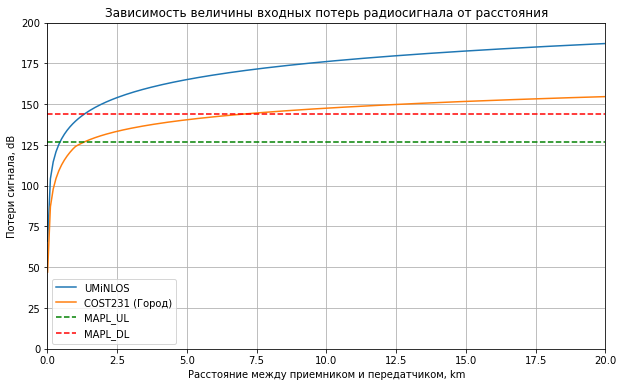 Зависимость величины входных потерь радиосигнала от расстояния
200
175
150
125
100
75
50
25
0
Потери сигнала, dB
UMiNLOS
COST231 (Город)
MAPL_UL
MAPL_DL
0.0 2.5 5.0 7.5 10.0 12.5 15.0 17.5 20.0
Расстояние между приемником и передатчиком, km